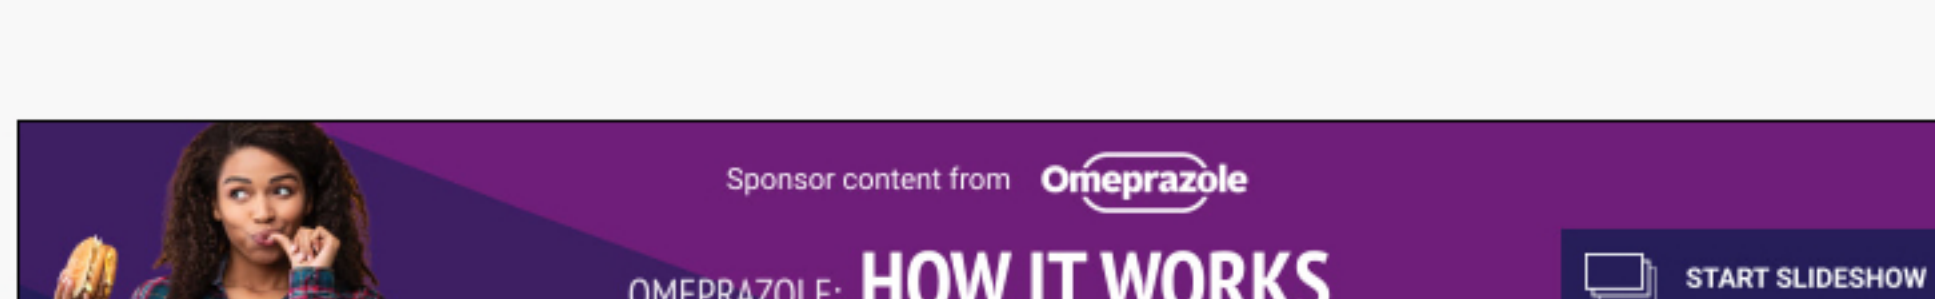 Sponsor content from Omeprazole
OMEPRAZOLE: HOW IT WORKS
START SLIDESHOW